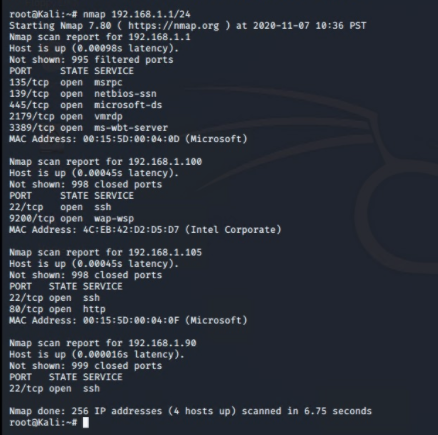 root@Kali:~# nmap 192.168.1.1/24
Starting Nmap 7.80 ( https://nmap.org ) at 2020-11-07 10:36 PST
Nmap scan report for 192.168.1.1
Host is up (0.00098s latency).
Not shown: 995 filtered ports
PORT     STATE SERVICE
135/tcp  open  msrpc
139/tcp  open  netbios-ssn
445/tcp  open  microsoft-ds
2179/tcp open  vmrdp
3389/tcp open  ms-wbt-server
MAC Address: 00:15:5D:00:04:0D (Microsoft)

Nmap scan report for 192.168.1.100
Host is up (0.00045s latency).
Not shown: 998 closed ports
PORT     STATE SERVICE
22/tcp   open  ssh
9200/tcp open  wap-wsp
MAC Address: 4C:EB:42:D2:D5:D7 (Intel Corporate)

Nmap scan report for 192.168.1.105
Host is up (0.00045s latency).
Not shown: 998 closed ports
PORT   STATE SERVICE
22/tcp open  ssh
80/tcp open  http
MAC Address: 00:15:5D:00:04:0F (Microsoft)

Nmap scan report for 192.168.1.90
Host is up (0.000016s latency).
Not shown: 999 closed ports
PORT   STATE SERVICE
22/tcp open  ssh

Nmap done: 256 IP addresses (4 hosts up) scanned in 6.75 seconds
root@Kali:~#